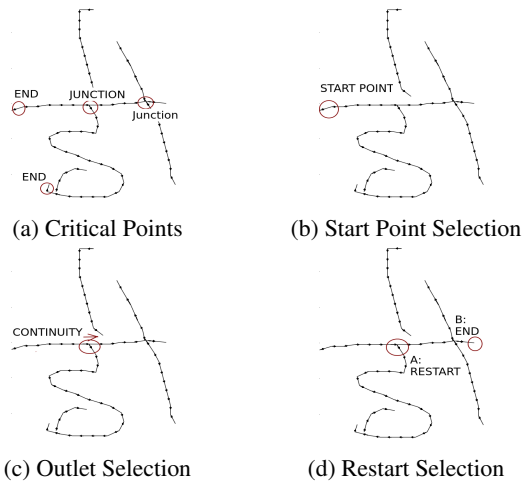 END
JUNCTION
Junction
END
(a) Critical Points
START POINT
(b) Start Point Selection
CONTINUITY
(c) Outlet Selection
B:
END
A:
RESTART
(d) Restart Selection